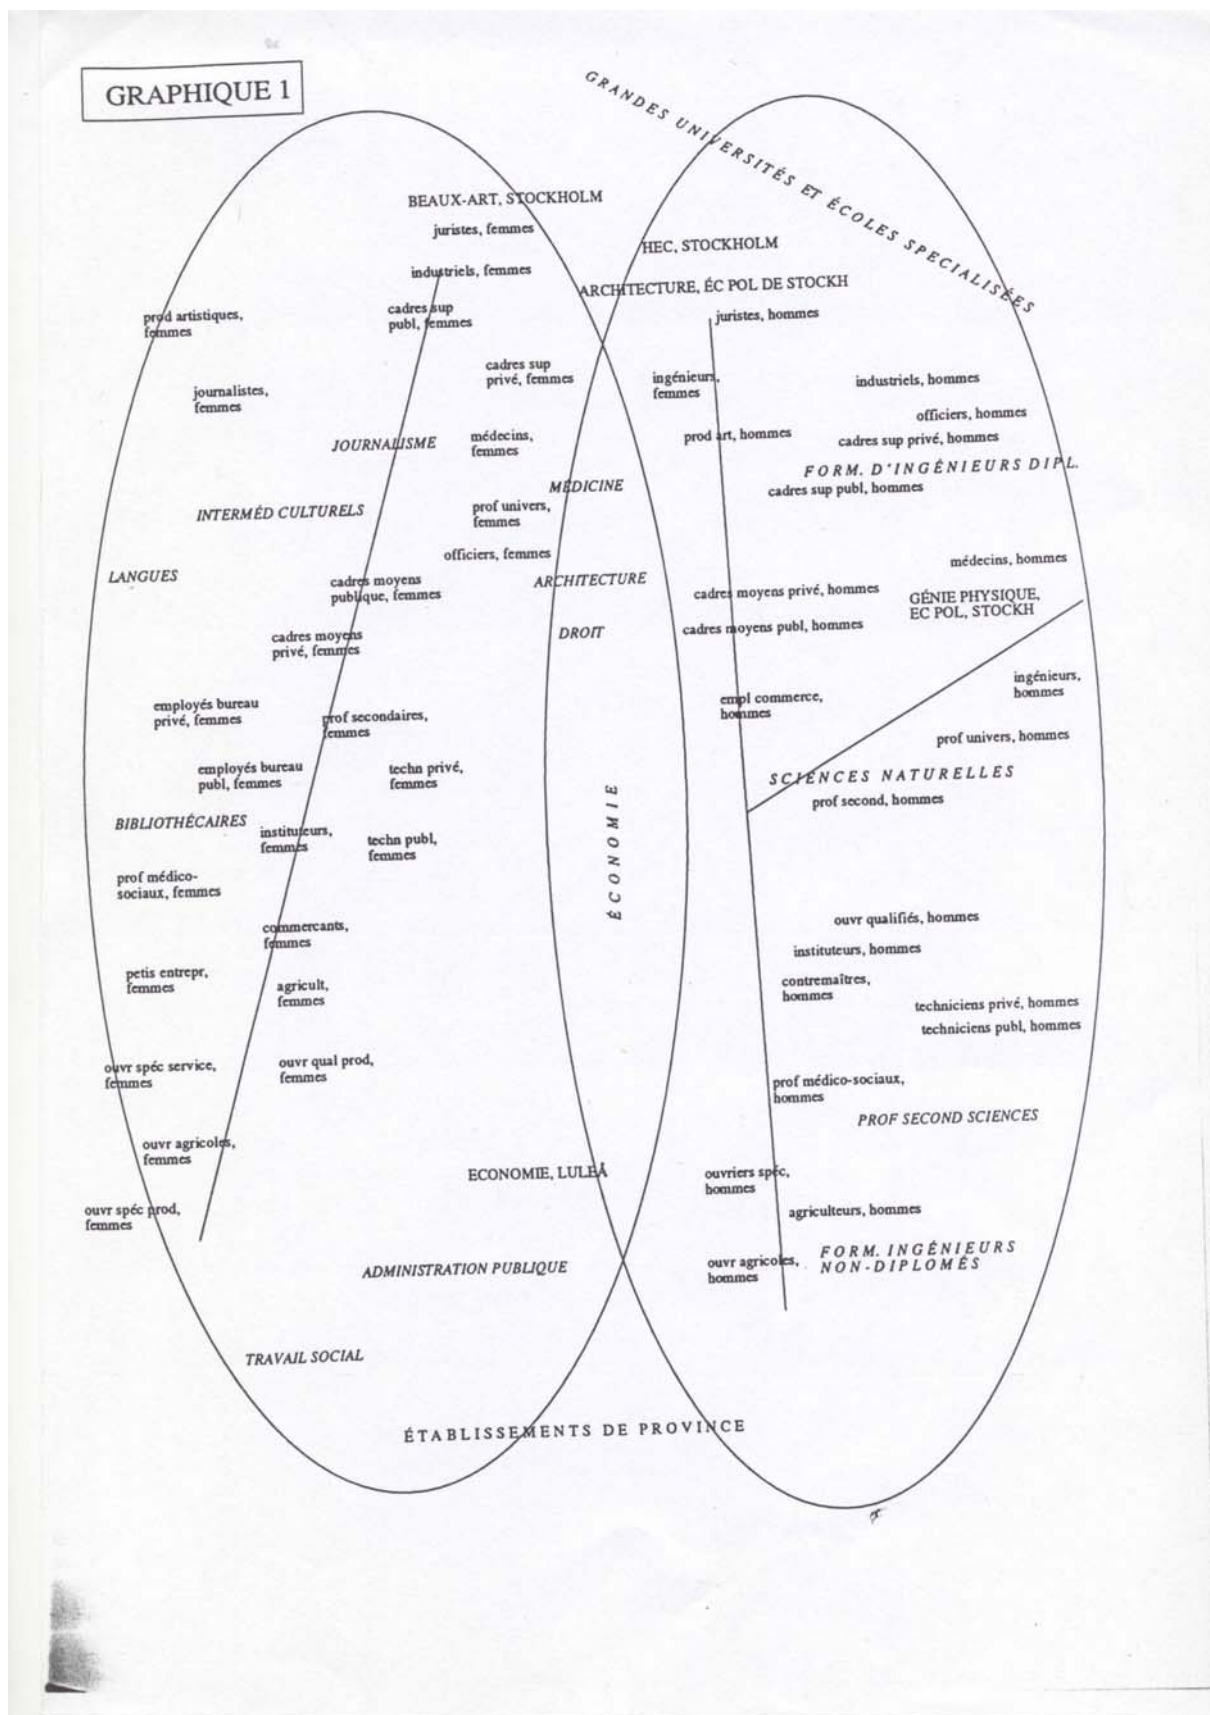 GRAPHIQUE 1
GRANDES UNIVERSITÉS ET ÉCOLES SPECIALISÉES
BEAUX-ART, STOCKHOLM
juristes, femmes
HEC, STOCKHOLM
industriels, femmes
ARCHITECTURE, ÉC POL DE STOCKH
juristes, hommes
prod artistiques,
femmes
cadres sup
publ, femmes
cadres sup
privé, femmes
ingénieurs,
femmes
industriels, hommes
journalistes,
femmes
officiers, hommes
JOURNALISME
médecins,
femmes
prod art, hommes
cadres sup privé, hommes
FORM. D'INGÉNIEURS DIPL.
MEDICINE
cadres sup publ, hommes
INTERMÉD CULTURELS
prof univers,
femmes
officiers, femmes
médecins, hommes
LANGUES
cadres moyens
publique, femmes
ARCHITECTURE
cadres moyens privé, hommes
GÉNIE PHYSIQUE,
EC POL, STOCKH
cadres moyens
privé, femmes
DROIT
cadres moyens publ, hommes
ingénieurs,
hommes
employés bureau
privé, femmes
prof secondaires,
femmes
empl commerce,
hommes
prof univers, hommes
employés bureau
publ, femmes
techn privé,
femmes
SCIENCES NATURELLES
prof second, hommes
ÉCONOMIE
BIBLIOTHÉCAIRES
instituteurs,
femmes
techn publ,
femmes
prof médico-
sociaux, femmes
commercants,
femmes
ouvr qualifiés, hommes
instituteurs, hommes
petis entrepr,
femmes
agricult,
femmes
contremaîtres,
hommes
techniciens privé, hommes
techniciens publ, hommes
ouvr spéc service,
femmes
ouvr qual prod,
femmes
prof médico-sociaux,
hommes
PROF SECOND SCIENCES
ouvr agricoles,
femmes
ECONOMIE, LULEÅ
ouvriers spéc,
hommes
ouvr spéc prod,
femmes
agriculteurs, hommes
ADMINISTRATION PUBLIQUE
ouvr agricoles,
hommes
FORM. INGÉNIEURS
NON-DIPLOMÉS
TRAVAIL SOCIAL
ÉTABLISSEMENTS DE PROVINCE